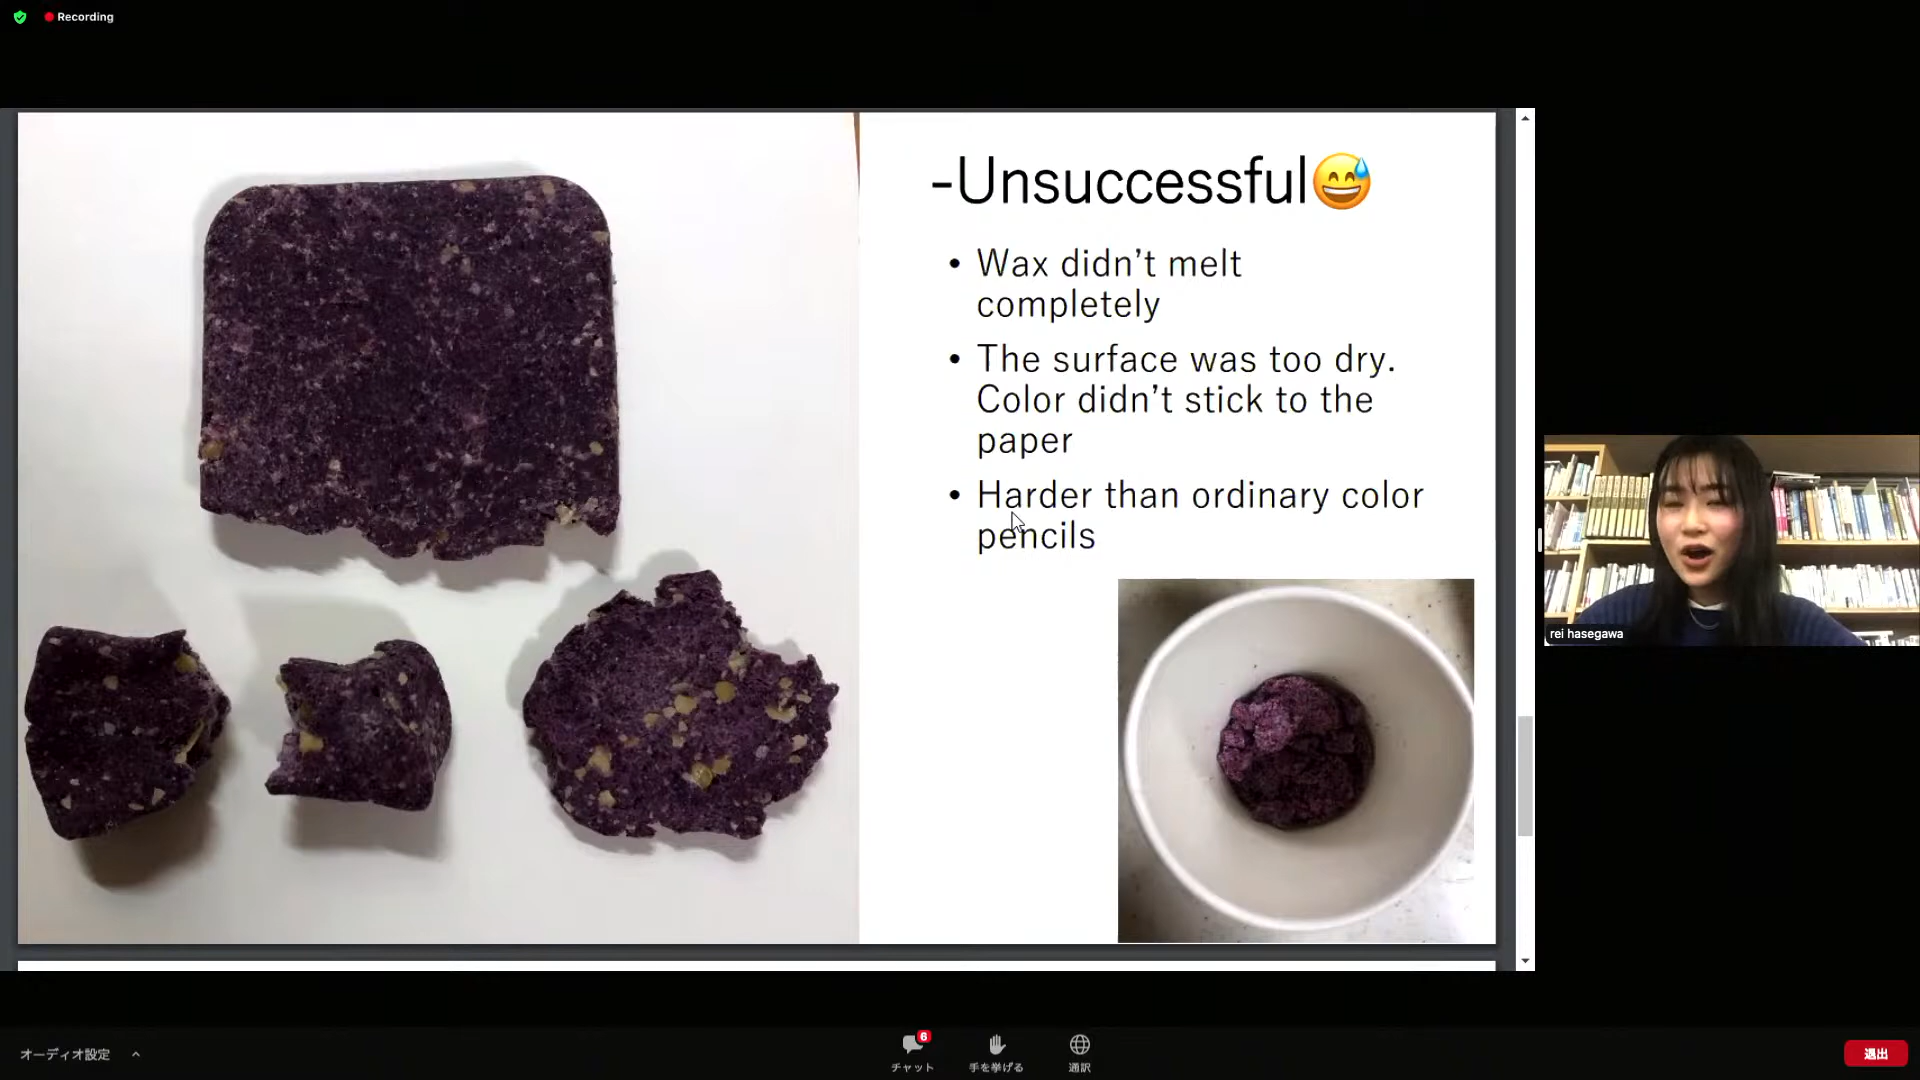 Recording
-Unsuccessful😅
• Wax didn’t melt
completely
• The surface was too dry.
Color didn’t stick to the
paper
• Harder than ordinary color
pencils
rei hasegawa
オーディオ設定
6
チャット
手を挙げる
通訳
退出